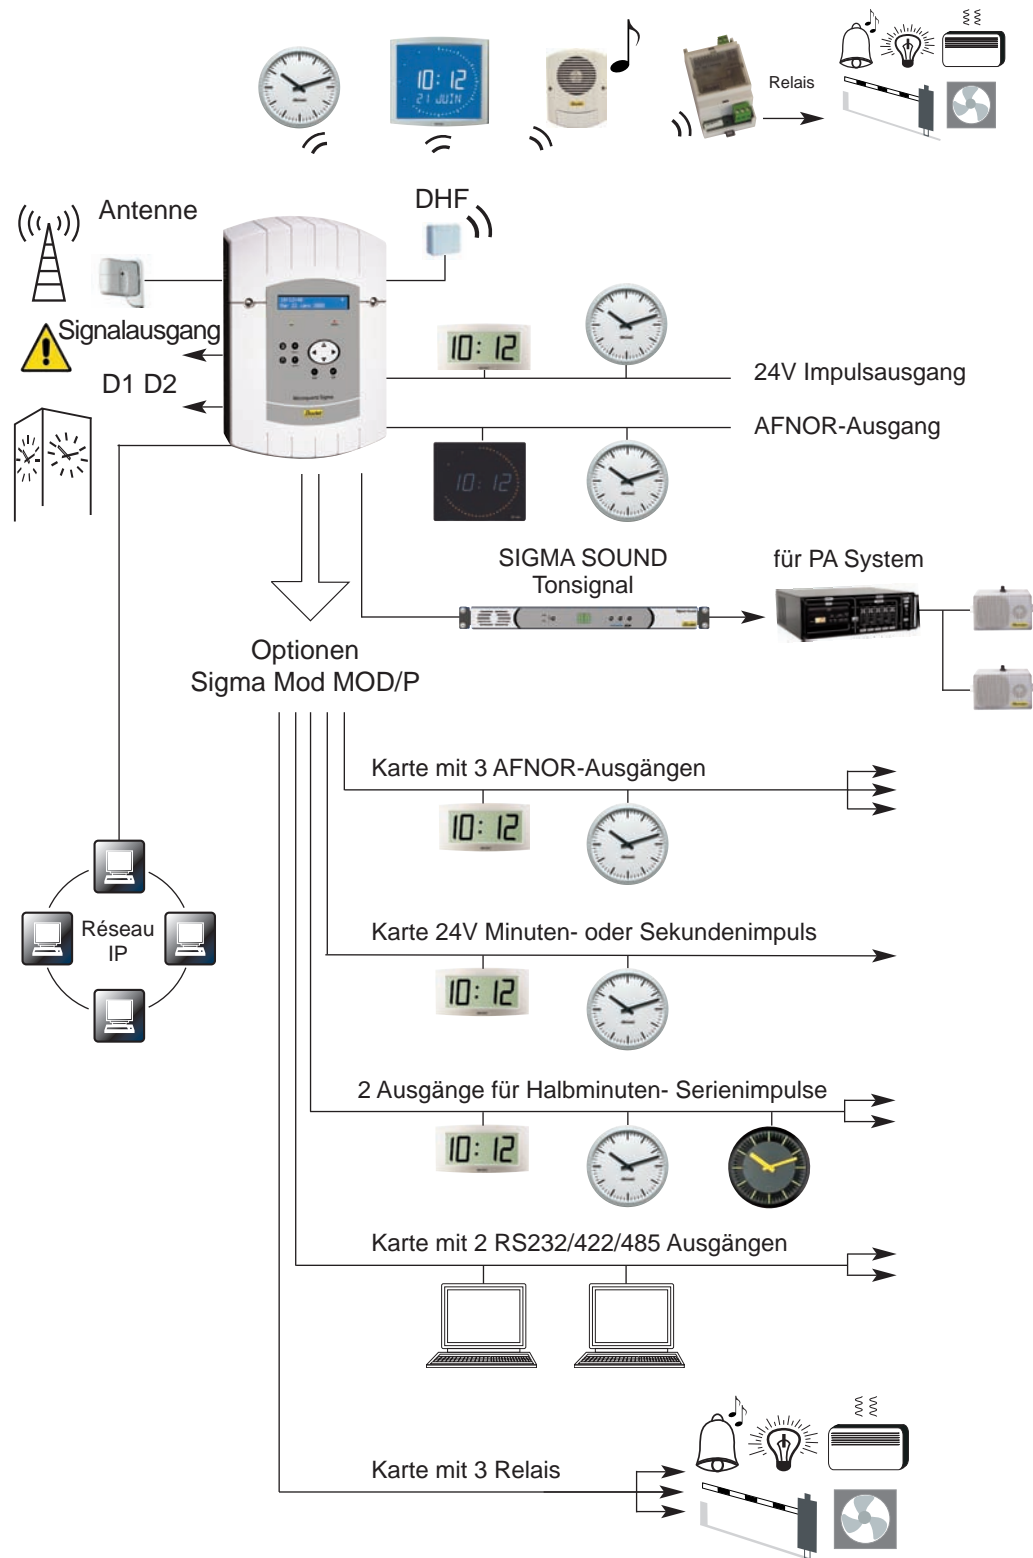 10:12
21 JUIN
Relais
Antenne
DHF
Signalausgang
D1 D2
10:12
24V Impulsausgang
AFNOR-Ausgang
10:12
SIGMA SOUND
Tonsignal
für PA System
Optionen
Sigma Mod MOD/P
Karte mit 3 AFNOR-Ausgängen
10:12
Réseau
IP
Karte 24V Minuten- oder Sekundenimpuls
10:12
2 Ausgänge für Halbminuten- Serienimpulse
10:12
Karte mit 2 RS232/422/485 Ausgängen
Karte mit 3 Relais